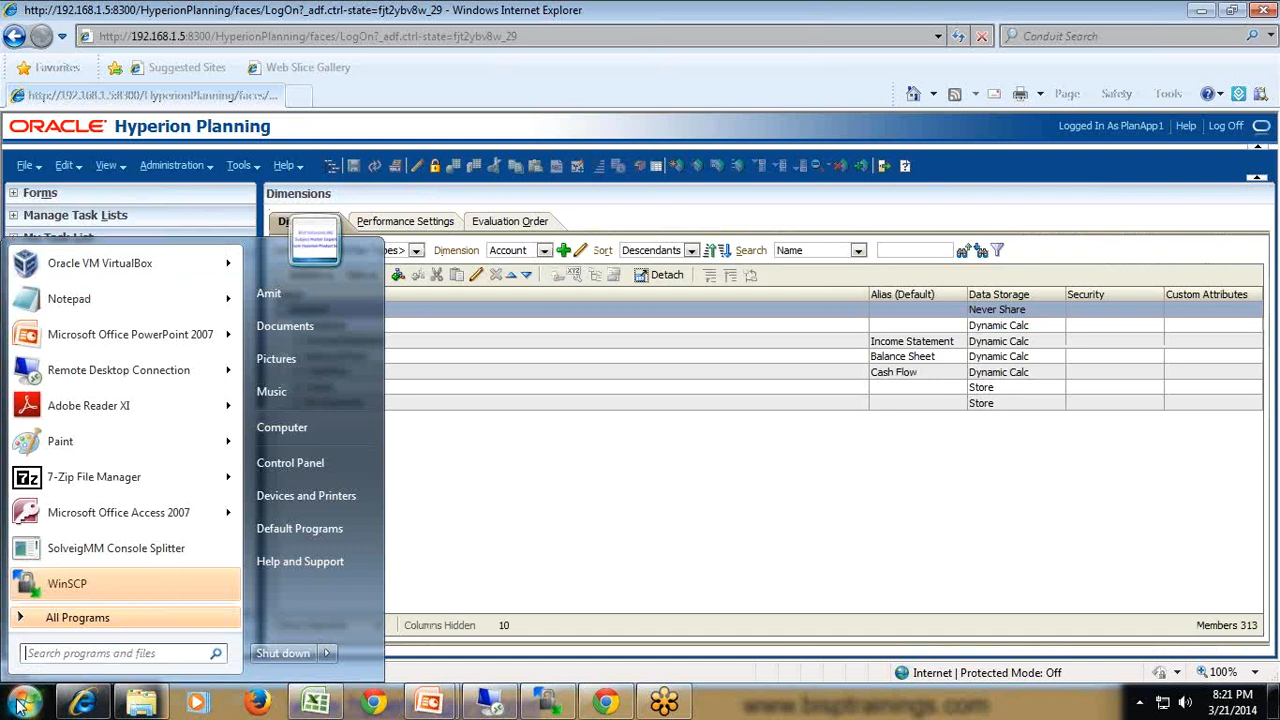 http://192.168.1.5:8300/HyperionPlanning/faces/LogOn?_adf.ctrl-state=fjt2ybv8w_29 - Windows Internet Explorer
http://192.168.1.5:8300/HyperionPlanning/faces/LogOn?_adf.ctrl-state=fjt2ybv8w_29
Conduit Search
Favorites
Suggested Sites
Web Slice Gallery
http://192.168.1.5:8300/HyperionPlanning/faces/...
Page
Safety
Tools
ORACLE Hyperion Planning
Logged In As PlanApp1
Help
Log Off
File
Edit
View
Administration
Tools
Help
Forms
Manage Task Lists
Dimensions
Performance Settings
Evaluation Order
Dimension
Account
Sort
Descendants
Search
Name
Detach
Alias (Default)
Data Storage
Security
Custom Attributes
Never Share
Dynamic Calc
Income Statement
Dynamic Calc
Balance Sheet
Dynamic Calc
Cash Flow
Dynamic Calc
Store
Store
Oracle VM VirtualBox
Notepad
Microsoft Office PowerPoint 2007
Remote Desktop Connection
Adobe Reader XI
Paint
7-Zip File Manager
Microsoft Office Access 2007
SolveigMM Console Splitter
WinSCP
All Programs
Search programs and files
Amit
Documents
Pictures
Music
Computer
Control Panel
Devices and Printers
Default Programs
Help and Support
Shut down
Columns Hidden 10
Members 313
Internet | Protected Mode: Off
100%
8:21 PM
3/21/2014